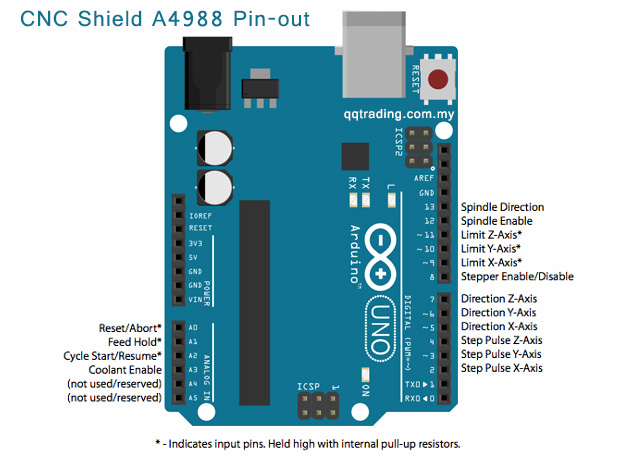 CNC Shield A4988 Pin-out
RESET
qqtrading.com.my
ICSP2
AREF
GND
RX
TX
L
13 Spindle Direction
12 Spindle Enable
~11 Limit Z-Axis*
~10 Limit Y-Axis*
~9 Limit X-Axis*
8 Stepper Enable/Disable
IOREF
RESET
3V3
5V
GND
GND
VIN
POWER
Arduino™
UNO
DIGITAL (PWM=~)
7 Direction Z-Axis
~6 Direction Y-Axis
~5 Direction X-Axis
4 Step Pulse Z-Axis
~3 Step Pulse Y-Axis
2 Step Pulse X-Axis
TXO▶1
RXO◀0
Reset/Abort* A0
Feed Hold* A1
Cycle Start/Resume* A2
Coolant Enable A3
(not used/reserved) A4
(not used/reserved) A5
ANALOG IN
ICSP
1
ON
* - Indicates input pins. Held high with internal pull-up resistors.